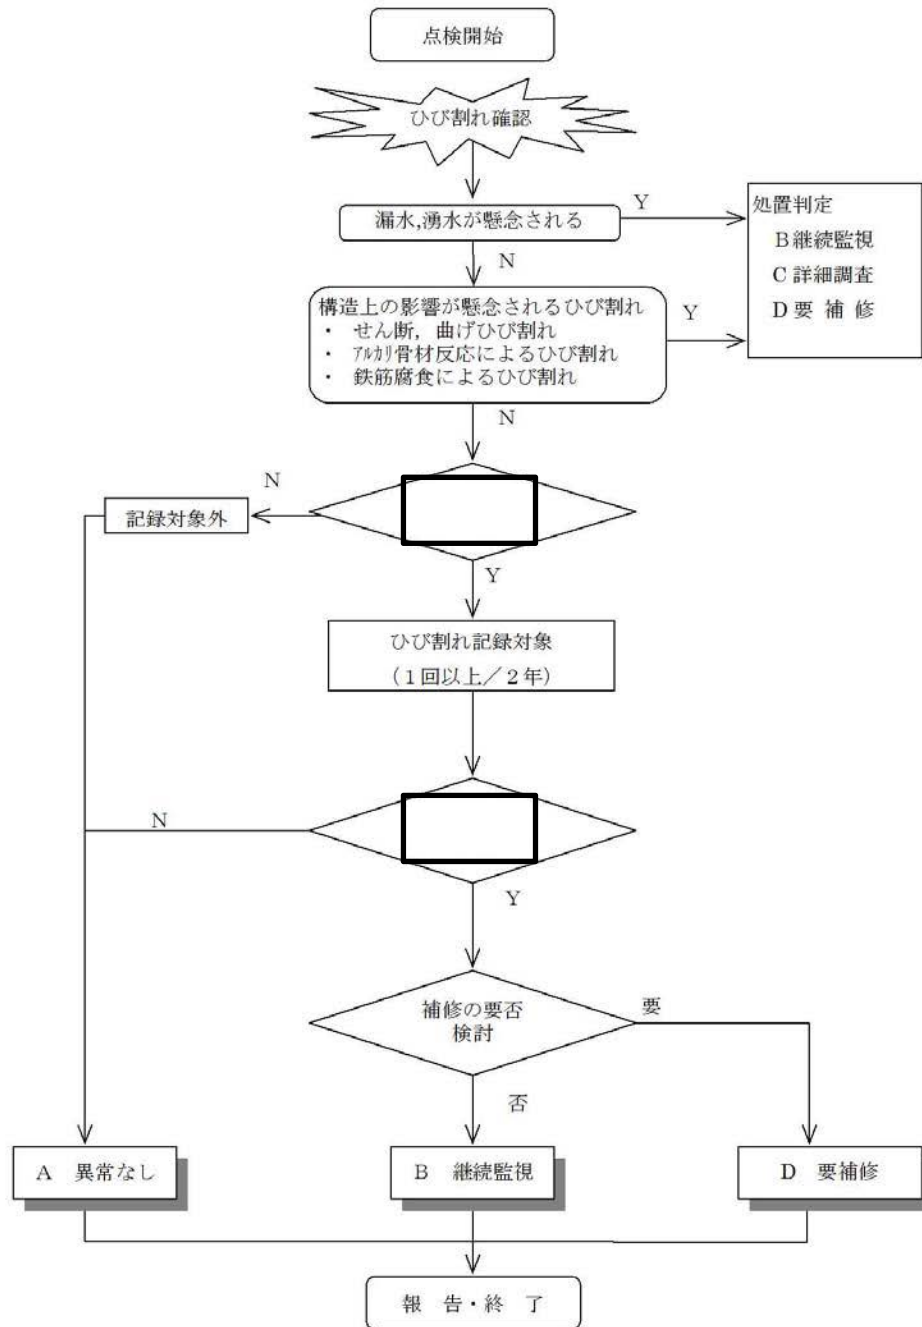 点検開始
ひび割れ確認
漏水,湧水が懸念される
Y
処置判定
B継続監視
C詳細調査
D要 補 修
N
構造上の影響が懸念されるひび割れ
・ せん断，曲げひび割れ
・ アルカリ骨材反応によるひび割れ
・ 鉄筋腐食によるひび割れ
Y
N
N
記録対象外
Y
ひび割れ記録対象
(１回以上／２年)
N
Y
補修の要否
検討
要
否
A 異常なし
B 継続監視
D 要補修
報 告・終 了